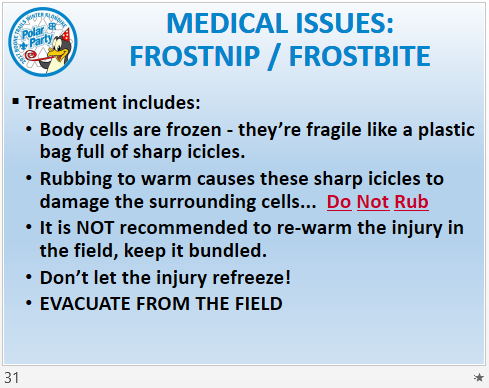 MEDICAL ISSUES:
FROSTNIP / FROSTBITE
Polar
Party
▪ Treatment includes:
• Body cells are frozen - they're fragile like a plastic
bag full of sharp icicles.
• Rubbing to warm causes these sharp icicles to
damage the surrounding cells... Do Not Rub
• It is NOT recommended to re-warm the injury in
the field, keep it bundled.
• Don't let the injury refreeze!
• EVACUATE FROM THE FIELD
31